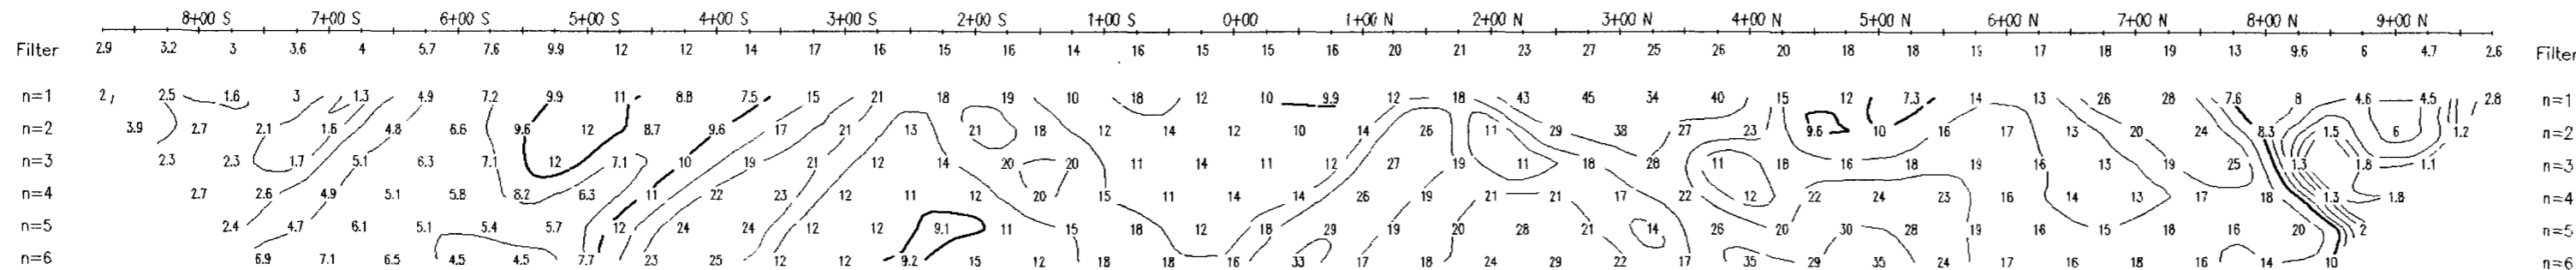 8+00 S 7+00 S 6+00 S 5+00 S 4+00 S 3+00 S 2+00 S 1+00 S 0+00 1+00 N 2+00 N 3+00 N 4+00 N 5+00 N 6+00 N 7+00 N 8+00 N 9+00 N
Filter 2.9 3.2 3 3.6 4 5.7 7.6 9.9 12 12 14 17 16 15 16 14 16 15 15 16 20 21 23 27 25 26 20 18 18 19 17 18 19 13 9.6 6 4.7 2.6 Filter
n=1 2 2.5 1.6 3 1.3 4.9 7.2 9.9 11 8.8 7.5 15 21 18 19 10 18 12 10 9.9 12 18 43 45 34 40 15 12 7.3 14 13 26 28 7.6 8 4.6 4.5 2.8 n=1
n=2 3.9 2.7 2.1 1.6 4.8 6.6 9.6 12 8.7 9.6 17 21 13 21 18 12 14 12 10 14 26 11 29 38 27 23 9.6 10 16 17 13 20 24 8.3 1.5 6 1.2 n=2
n=3 2.3 2.3 1.7 5.1 6.3 7.1 12 7.1 10 19 21 12 14 20 20 11 14 11 12 27 19 11 18 28 11 18 16 18 19 16 13 19 25 1.3 1.8 1.1 n=3
n=4 2.7 2.6 4.9 5.1 5.8 8.2 6.3 11 22 23 12 11 12 20 15 11 14 14 26 19 21 21 17 22 12 22 24 23 16 14 13 17 18 1.3 1.8 n=4
n=5 2.4 4.7 6.1 5.1 5.4 5.7 12 24 24 12 12 9.1 11 15 18 12 18 29 19 20 28 21 14 26 20 30 28 19 16 15 18 16 20 2 n=5
n=6 6.9 7.1 6.5 4.5 4.5 7.7 23 25 12 12 9.2 15 12 18 18 16 33 17 18 24 29 22 17 35 29 35 24 17 16 18 16 14 10 n=6